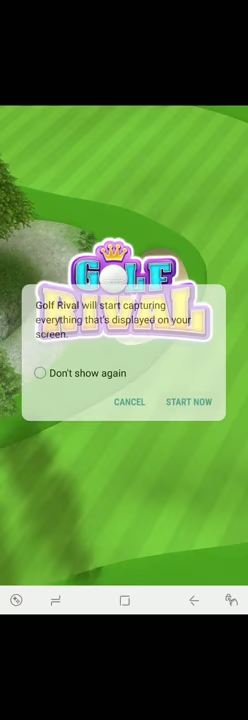 GOLF
RIVAL
Golf Rival will start capturing
everything that's displayed on your
screen.
Don't show again
CANCEL
START NOW